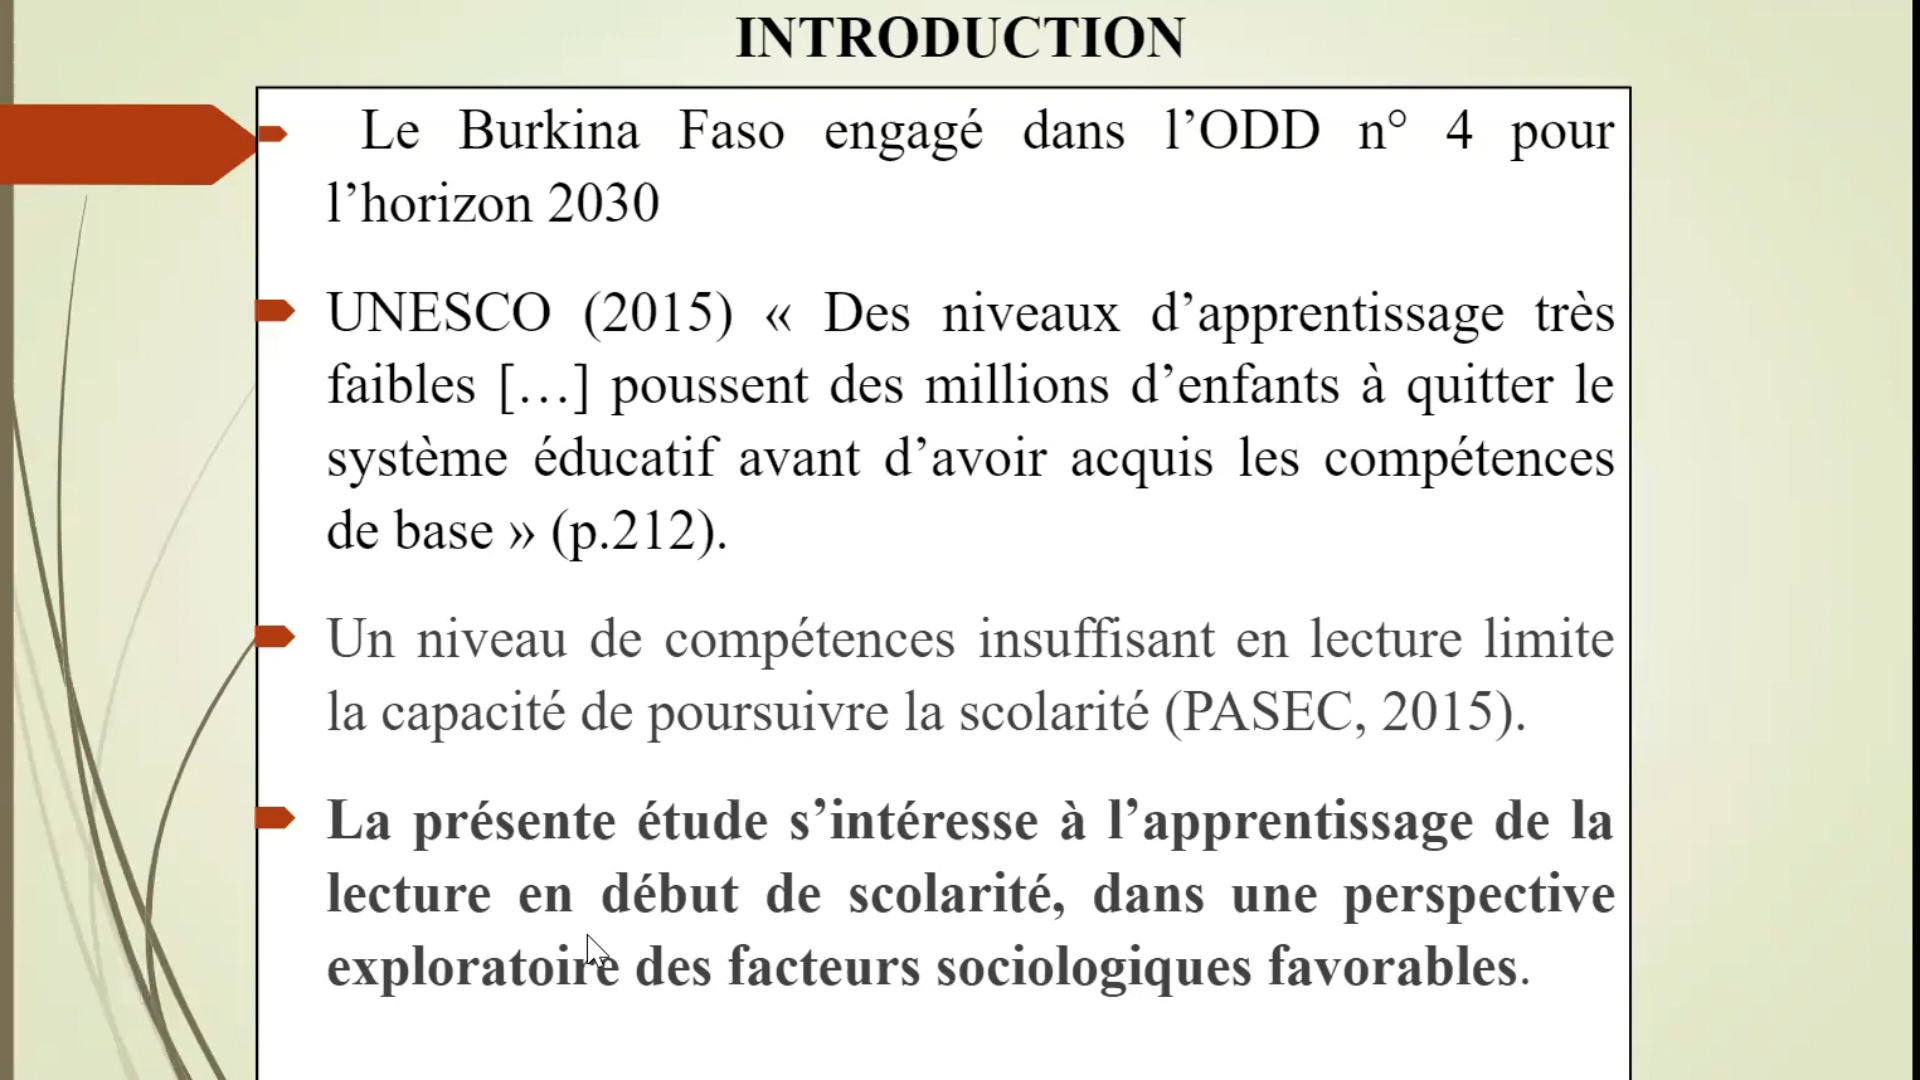 INTRODUCTION
Le Burkina Faso engagé dans l’ODD n° 4 pour
l’horizon 2030
UNESCO (2015) « Des niveaux d’apprentissage très
faibles […] poussent des millions d’enfants à quitter le
système éducatif avant d’avoir acquis les compétences
de base » (p.212).
Un niveau de compétences insuffisant en lecture limite
la capacité de poursuivre la scolarité (PASEC, 2015).
La présente étude s’intéresse à l’apprentissage de la
lecture en début de scolarité, dans une perspective
exploratoire des facteurs sociologiques favorables.